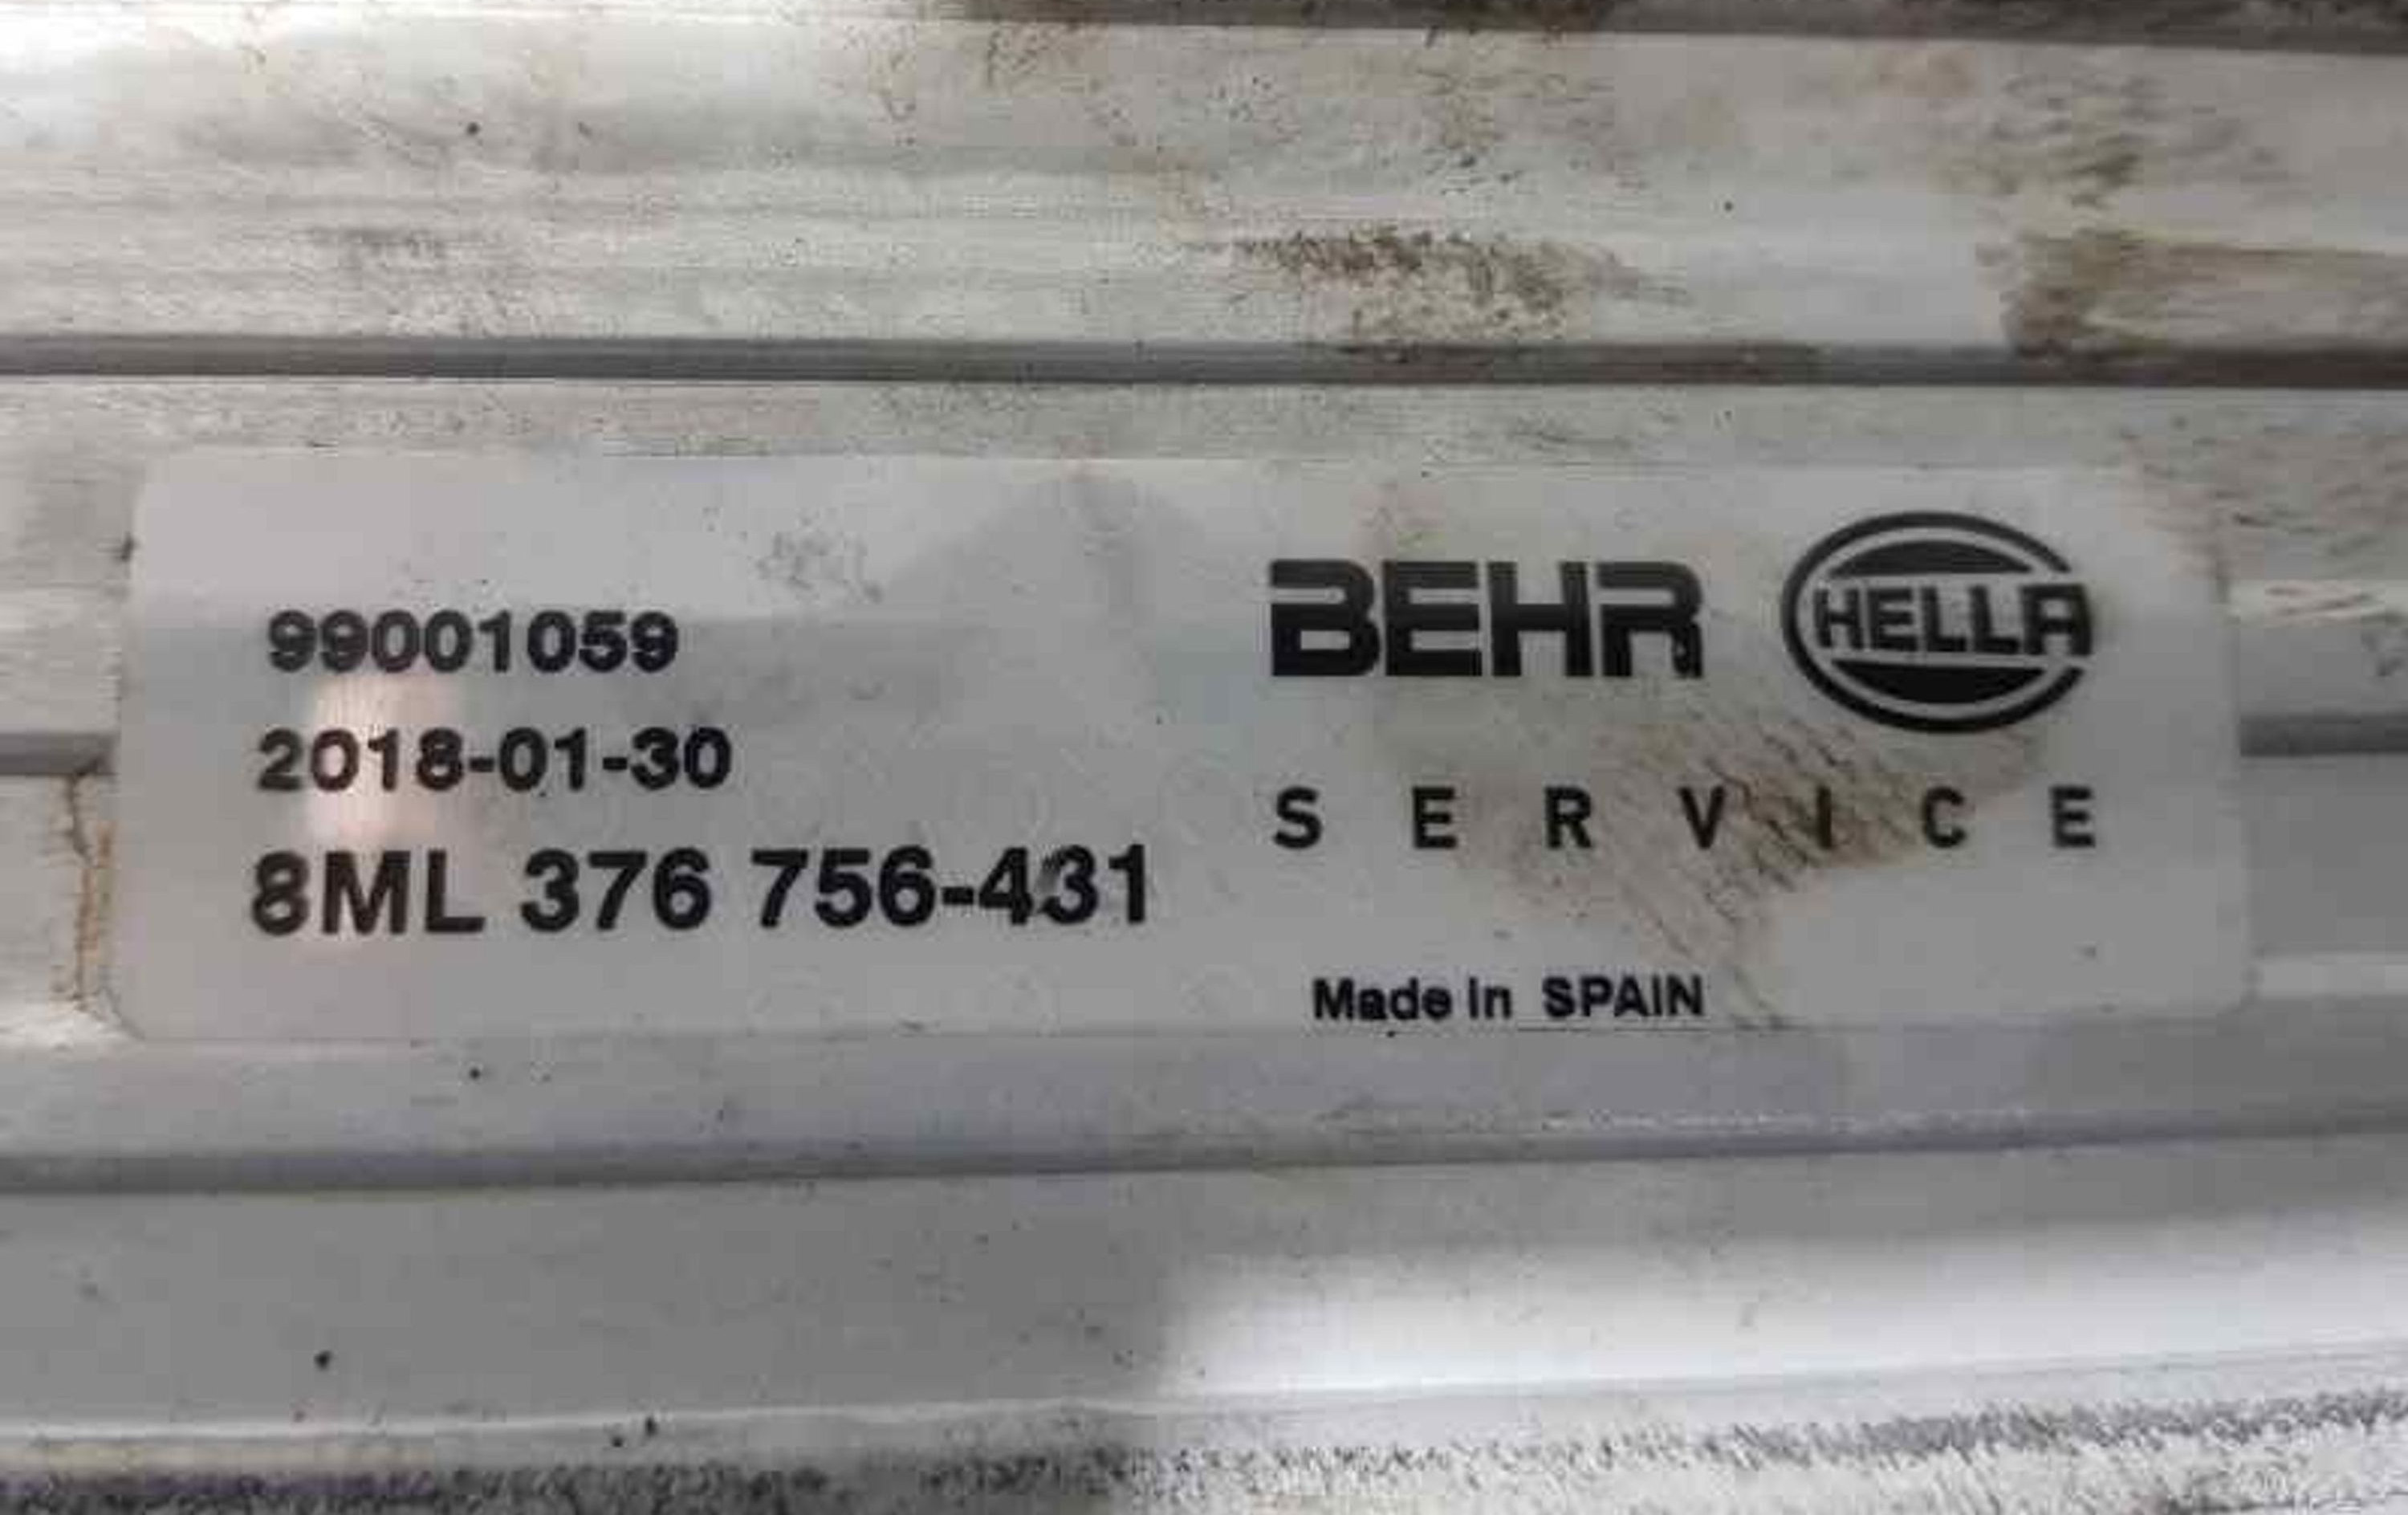 99001059
2018-01-30
8ML 376 756-431
BEHR HELLA
SERVICE
Made in SPAIN